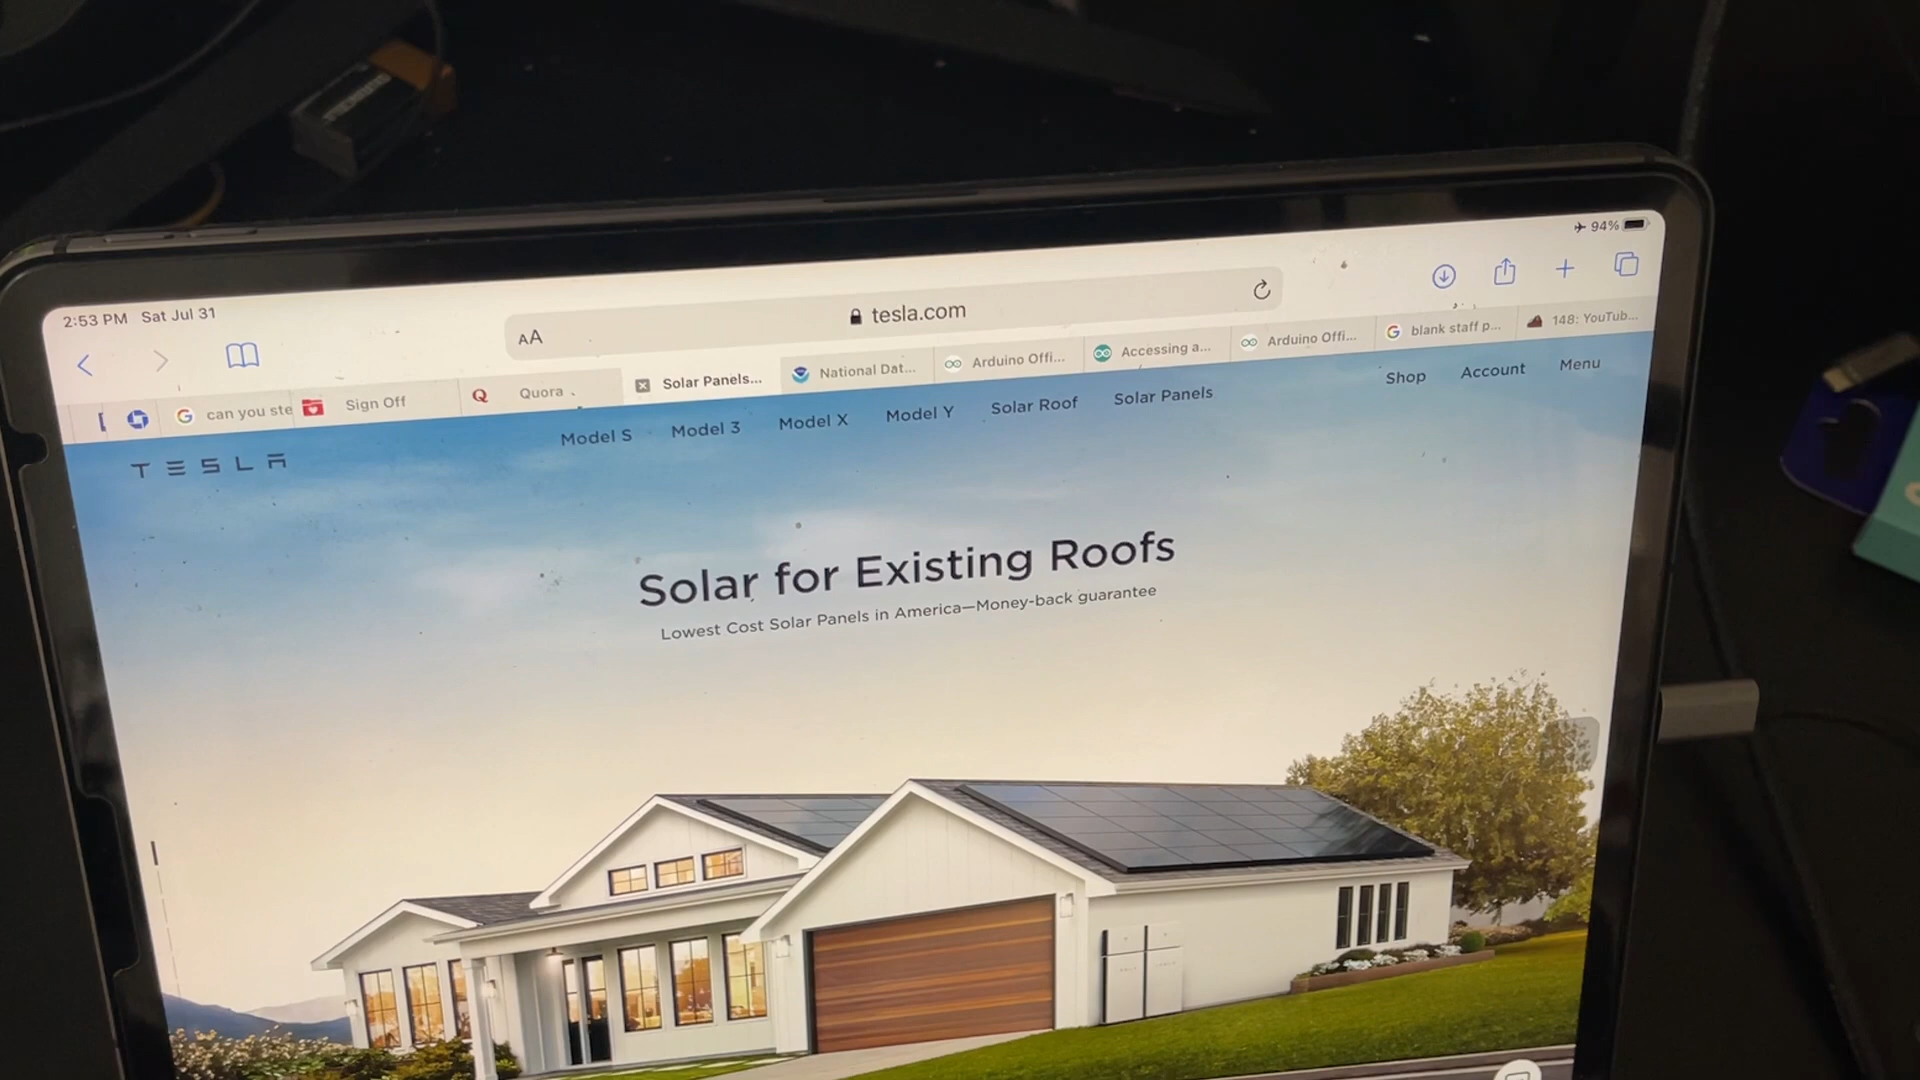 2:53 PM Sat Jul 31
94%
AA
tesla.com
can you ste
Sign Off
Quora
Solar Panels...
National Dat...
Arduino Offi...
Accessing a...
Arduino Offi...
blank staff p...
148: YouTub...
TESLA
Model S
Model 3
Model X
Model Y
Solar Roof
Solar Panels
Shop
Account
Menu
Solar for Existing Roofs
Lowest Cost Solar Panels in America—Money-back guarantee